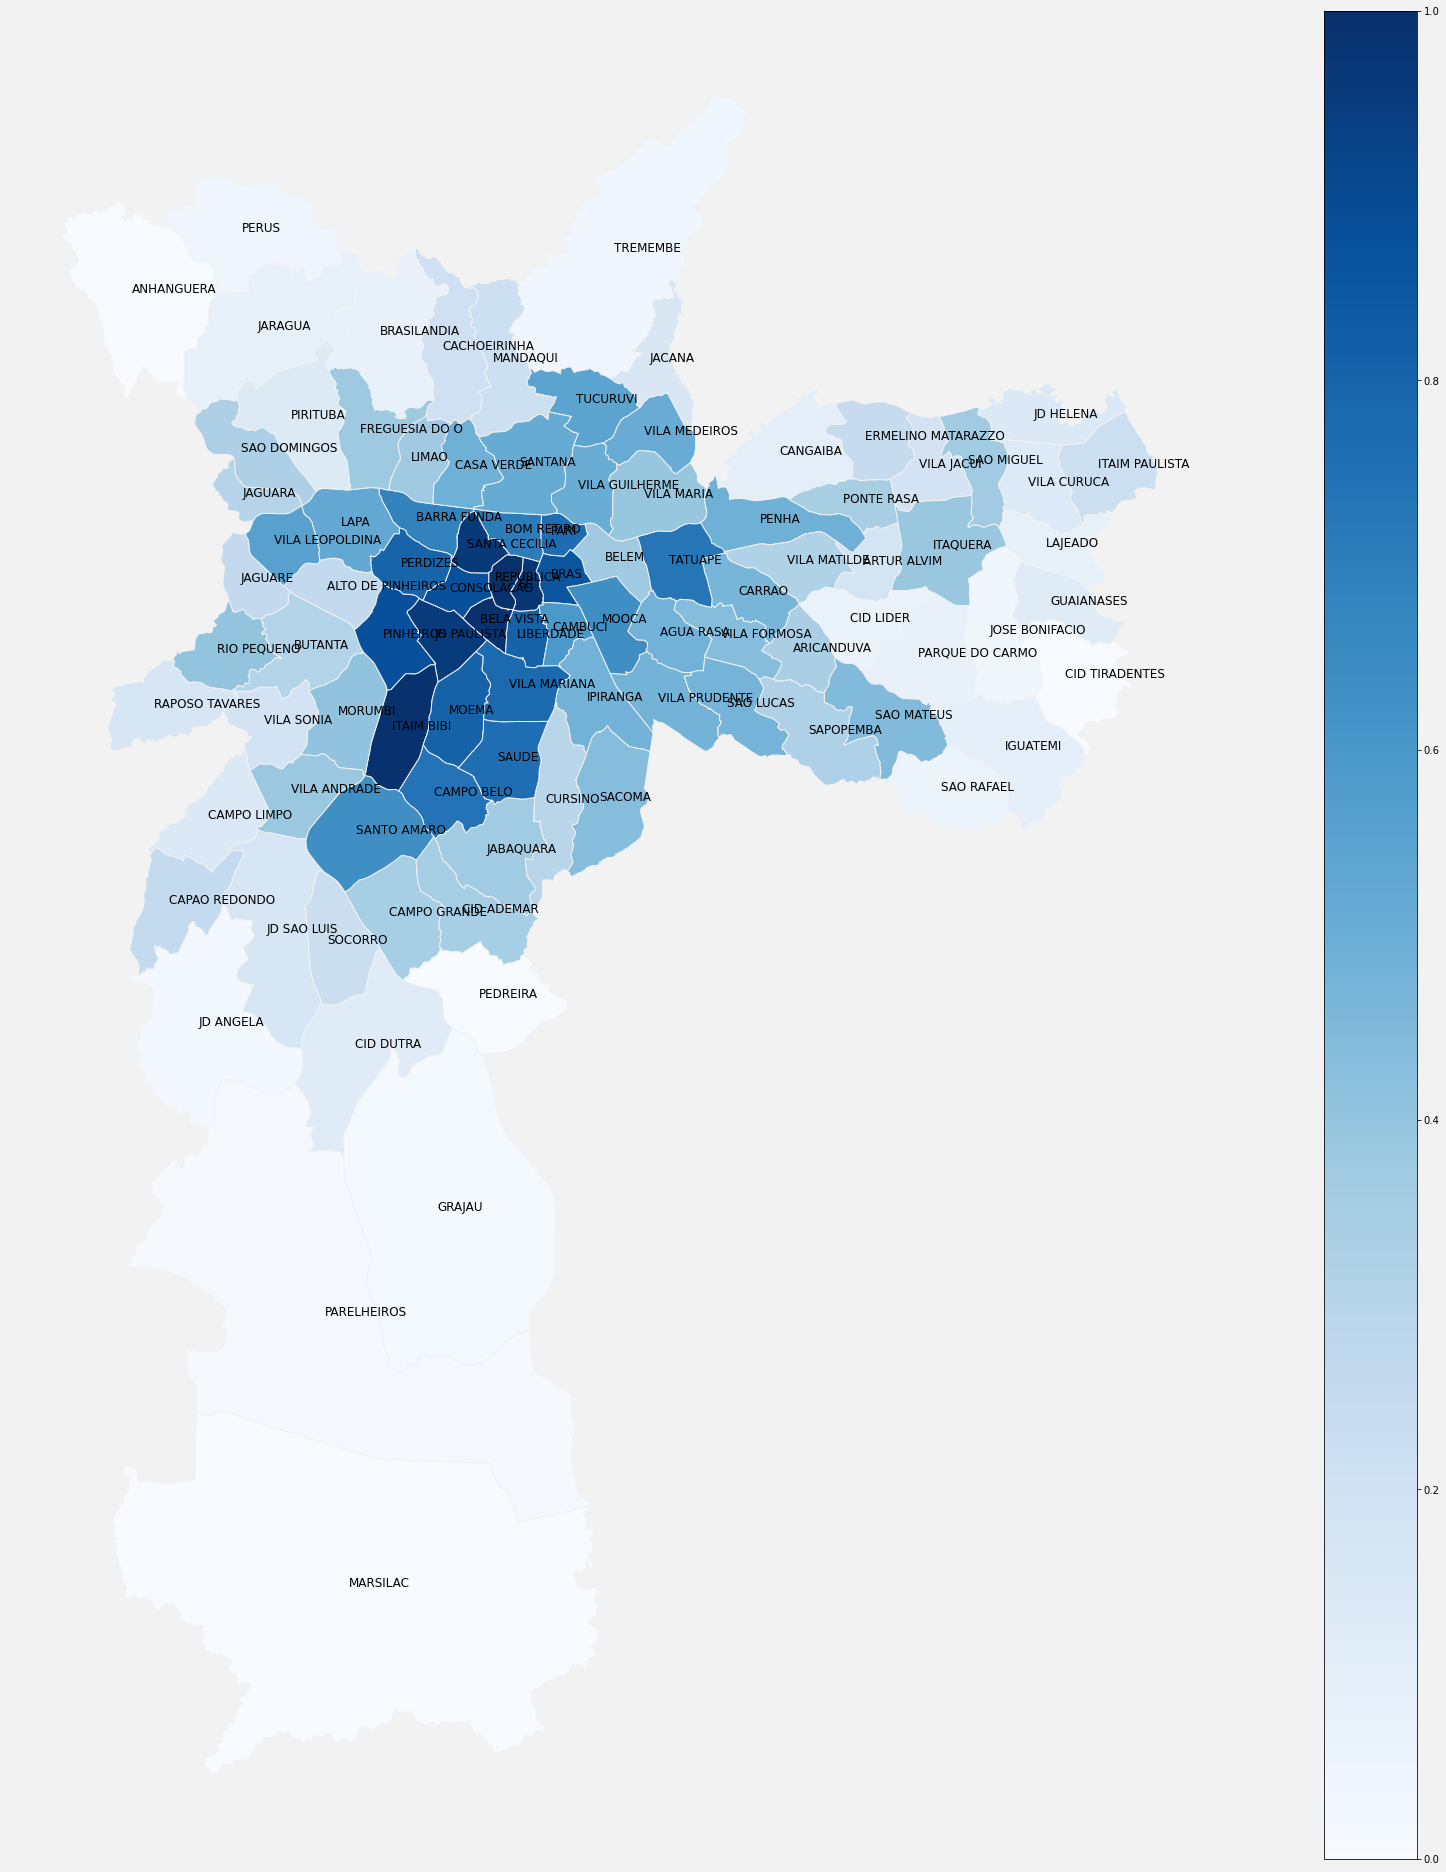 1.0
PERUS
TREMEMBE
ANHANGUERA
JARAGUA
BRASILANDIA
CACHOEIRINHA
MANDAQUI
JACANA
0.8
TUCURUVI
PIRITUBA
JD HELENA
FREGUESIA DO O
VILA MEDEIROS
ERMELINO MATARAZZO
SAO DOMINGOS
CANGAIBA
LIMAO
CASA VERDE
SANTANA
VILA JACUI
SAO MIGUEL
ITAIM PAULISTA
VILA CURUCA
VILA GUILHERME
JAGUARA
VILA MARIA
PONTE RASA
BARRA FUNDA
PENHA
LAPA
BOM RETIRO
PARI
VILA LEOPOLDINA
SANTA CECILIA
ITAQUERA
LAJEADO
BELEM
PERDIZES
TATUAPE
VILA MATILDE
ARTUR ALVIM
JAGUARE
REPUBLICA
BRAS
ALTO DE PINHEIROS
CONSOLACAO
SE
CARRAO
GUAIANASES
BELA VISTA
MOOCA
CID LIDER
CAMBUCI
JOSE BONIFACIO
PINHEIROS
JD PAULISTA
LIBERDADE
AGUA RASA
VILA FORMOSA
BUTANTA
RIO PEQUENO
ARICANDUVA
PARQUE DO CARMO
CID TIRADENTES
VILA MARIANA
IPIRANGA
VILA PRUDENTE
RAPOSO TAVARES
SAO LUCAS
MORUMBI
MOEMA
SAO MATEUS
VILA SONIA
ITAIM BIBI
SAPOPEMBA
IGUATEMI
0.6
SAUDE
VILA ANDRADE
CAMPO BELO
SAO RAFAEL
SACOMA
CURSINO
CAMPO LIMPO
SANTO AMARO
JABAQUARA
CAPAO REDONDO
CID ADEMAR
CAMPO GRANDE
JD SAO LUIS
SOCORRO
PEDREIRA
JD ANGELA
CID DUTRA
0.4
GRAJAU
PARELHEIROS
0.2
MARSILAC
0.0